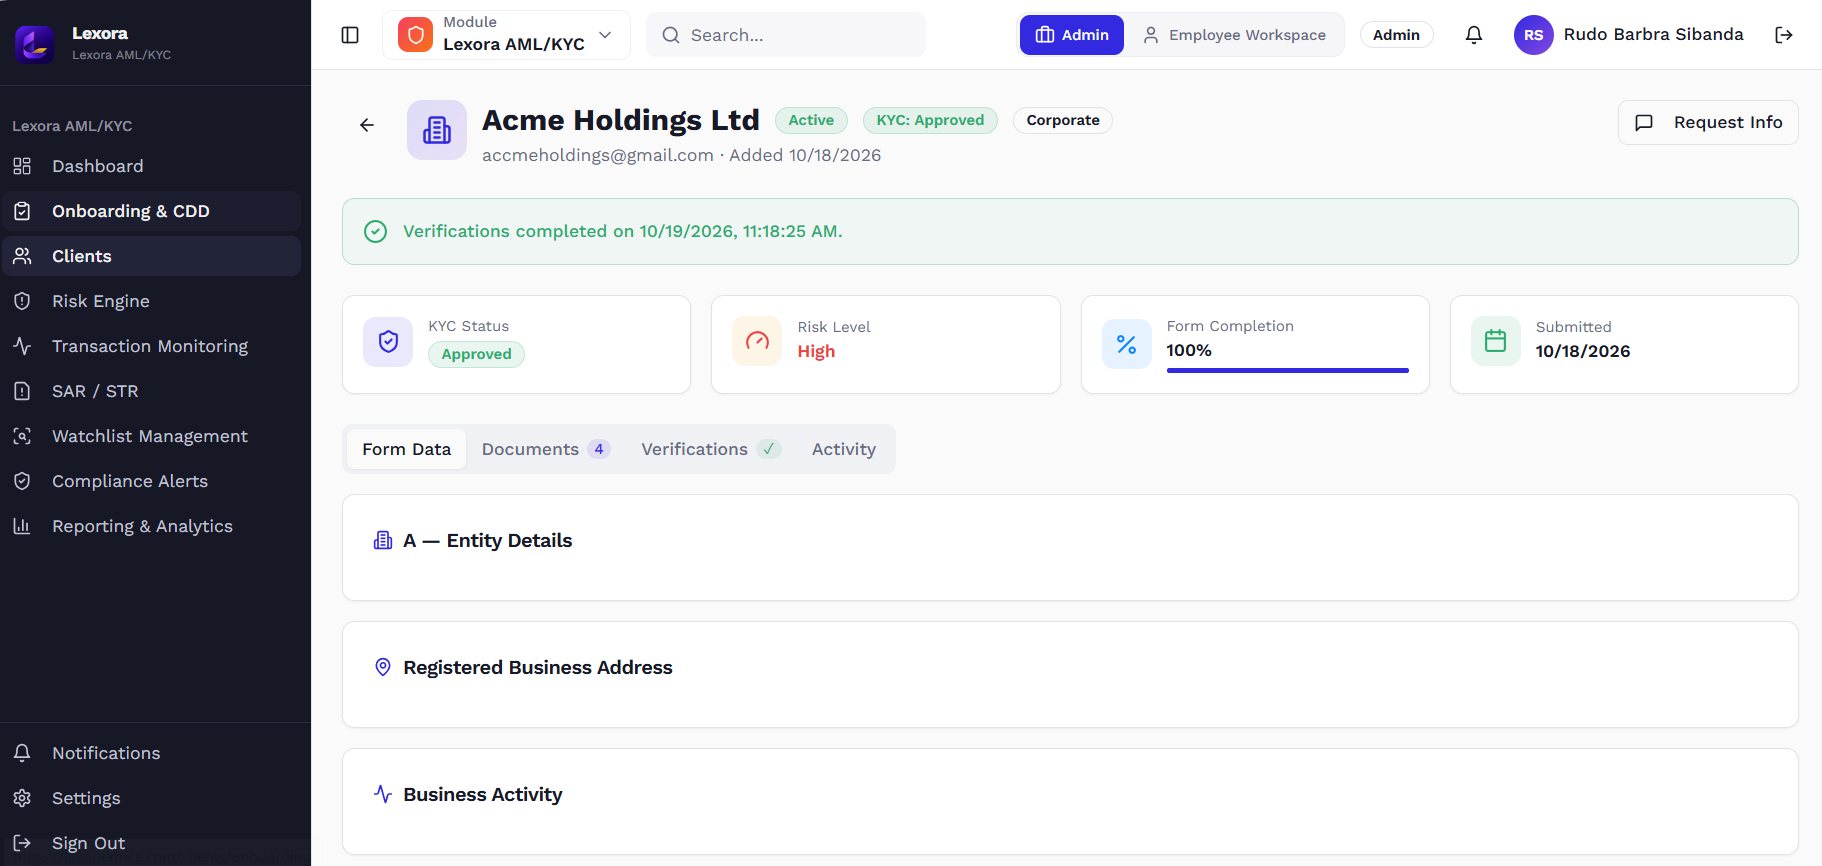 Lexora
Lexora AML/KYC
Lexora AML/KYC
Dashboard
Onboarding & CDD
Clients
Risk Engine
Transaction Monitoring
SAR / STR
Watchlist Management
Compliance Alerts
Reporting & Analytics
Notifications
Settings
Sign Out
Module
Lexora AML/KYC
Search...
Admin
Employee Workspace
Admin
RS
Rudo Barbra Sibanda
Acme Holdings Ltd
Active
KYC: Approved
Corporate
accmeholdings@gmail.com · Added 10/18/2026
Request Info
Verifications completed on 10/19/2026, 11:18:25 AM.
KYC Status
Approved
Risk Level
High
Form Completion
100%
Submitted
10/18/2026
Form Data
Documents 4
Verifications ✓
Activity
A — Entity Details
Registered Business Address
Business Activity